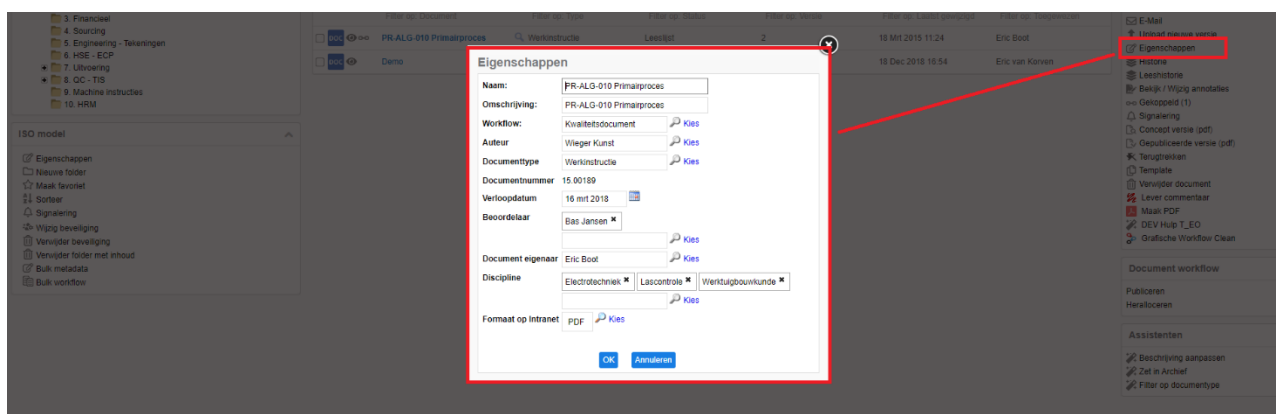 3. Financieel
4. Sourcing
5. Engineering - Tekeningen
6. HSE - ECP
7. Uitvoering
8. QC - TIS
9. Machine instructies
10. HRM
ISO model
Eigenschappen
Nieuwe folder
Maak favoriet
Sorteer
Signalering
Wijzig beveiliging
Verwijder beveiliging
Verwijder folder met inhoud
Bulk metadata
Bulk workflow
Filter op: Document Filter op: Type Filter op: Status Filter op: Versie Filter op: Laatst gewijzigd Filter op: Toegewezen
DOC PR-ALG-010 Primairproces Werkinstructie Leeslijst 2 18 Mrt 2015 11:24 Eric Boot
DOC Demo 18 Dec 2018 16:54 Eric van Karven
Eigenschappen
Naam: PR-ALG-010 Primairproces
Omschrijving: PR-ALG-010 Primairproces
Workflow: Kwaliteitsdocument Kies
Auteur Wieger Kunst Kies
Documenttype Werkinstructie Kies
Documentnummer 15.00189
Verloopdatum 16 mrt 2018
Beoordelaar Bas Jansen ✖
Kies
Document eigenaar Eric Boot Kies
Discipline Electrotechniek ✖ Lascontrole ✖ Werktuigbouwkunde ✖
Kies
Formaat op Intranet PDF Kies
OK Annuleren
E-Mail
Upload nieuwe versie
Eigenschappen
Historie
Leeshistorie
Bekijk / Wijzig annotaties
Gekoppeld (1)
Signalering
Concept versie (pdf)
Gepubliceerde versie (pdf)
Terugtrekken
Template
Verwijder document
Lever commentaar
Maak PDF
DEV Hulp T_EO
Grafische Workflow Clean
Document workflow
Publiceren
Heralloceren
Assistenten
Beschrijving aanpassen
Zet in Archief
Filter op documentype